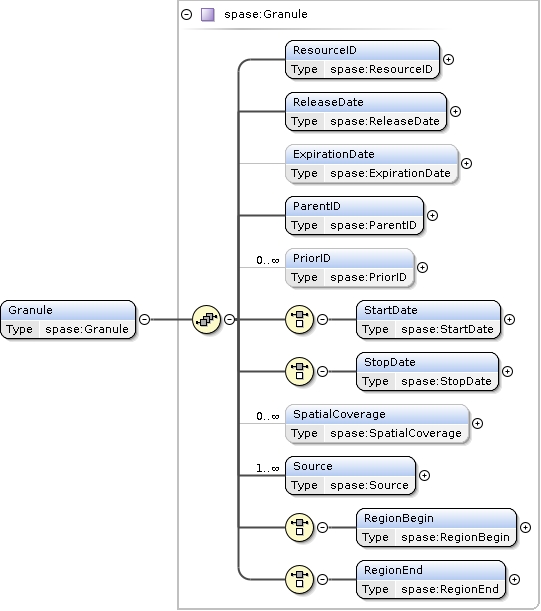 spase:Granule
ResourceID
Type spase:ResourceID
ReleaseDate
Type spase:ReleaseDate
ExpirationDate
Type spase:ExpirationDate
ParentID
Type spase:ParentID
0..∞
PriorID
Type spase:PriorID
Granule
Type spase:Granule
StartDate
Type spase:StartDate
StopDate
Type spase:StopDate
0..∞
SpatialCoverage
Type spase:SpatialCoverage
1..∞
Source
Type spase:Source
RegionBegin
Type spase:RegionBegin
RegionEnd
Type spase:RegionEnd